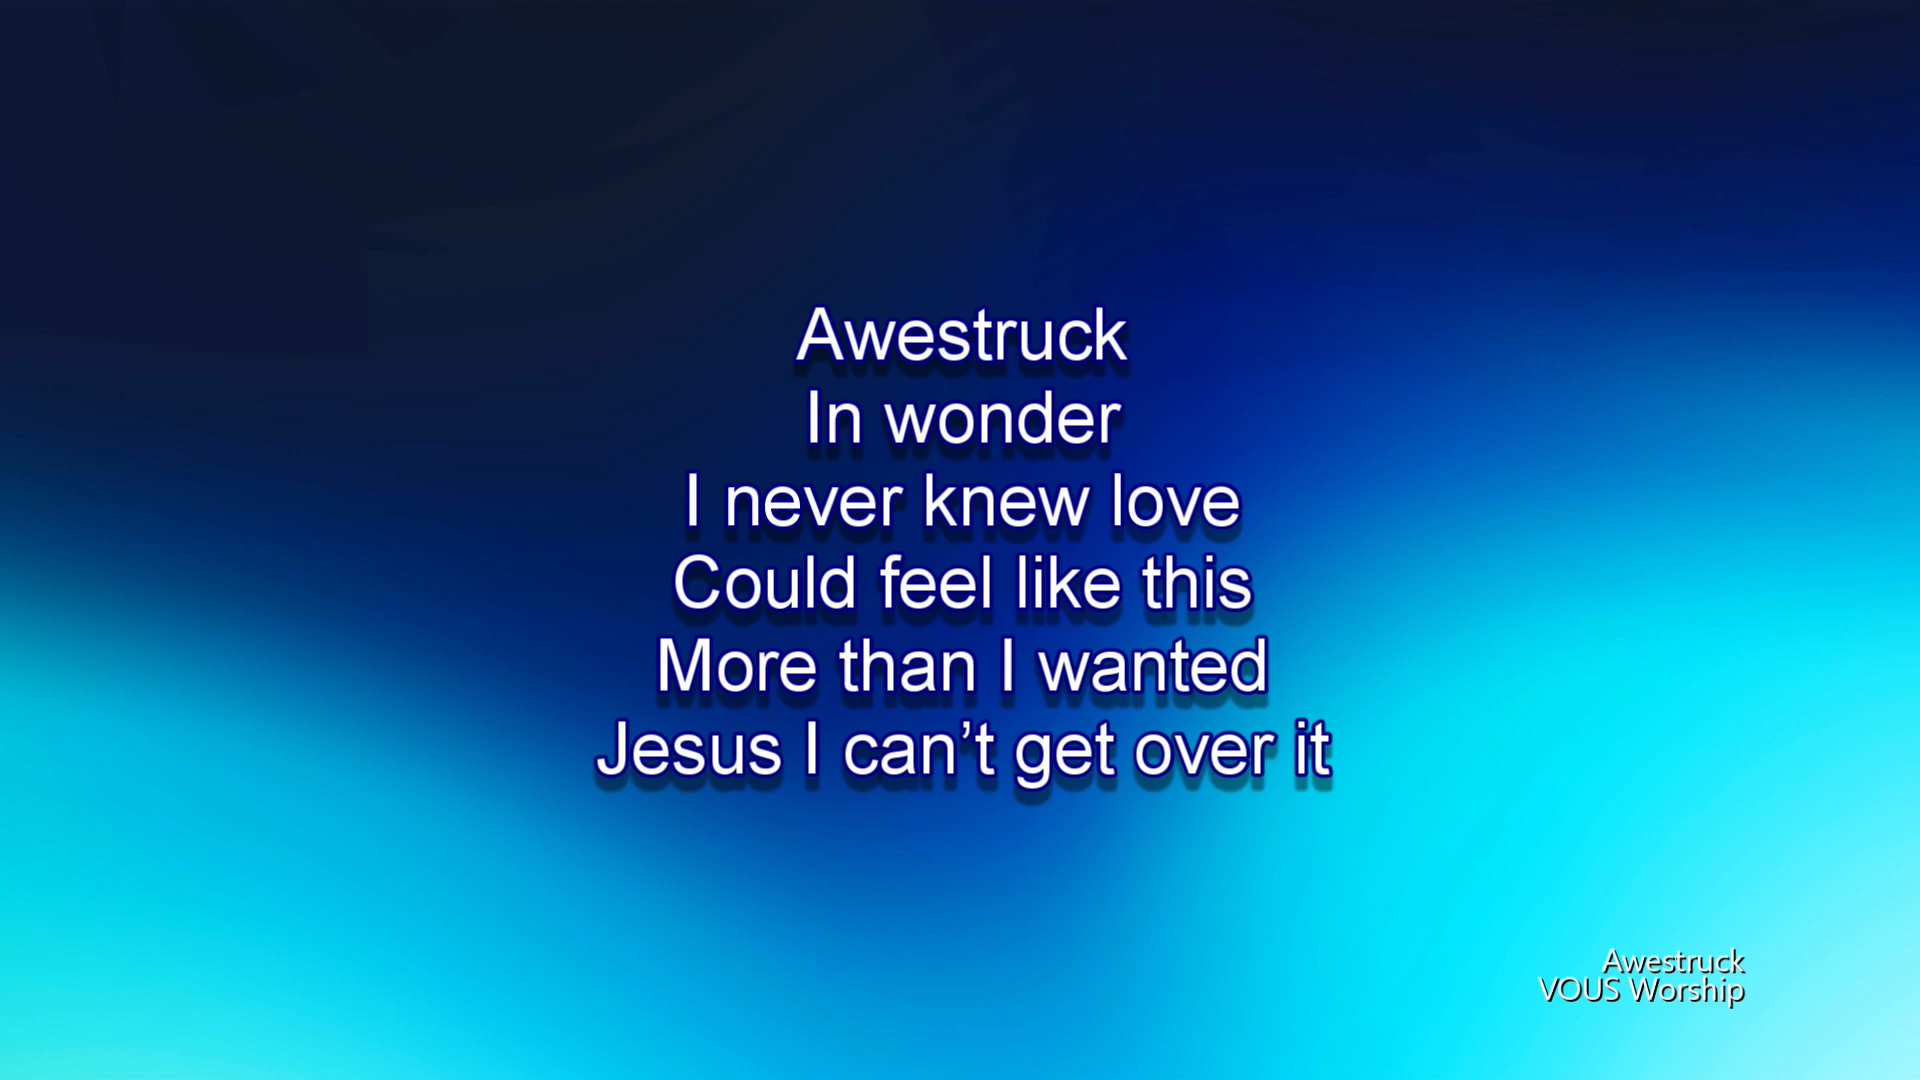 Awestruck
In wonder
I never knew love
Could feel like this
More than I wanted
Jesus I can’t get over it
Awestruck
VOUS Worship